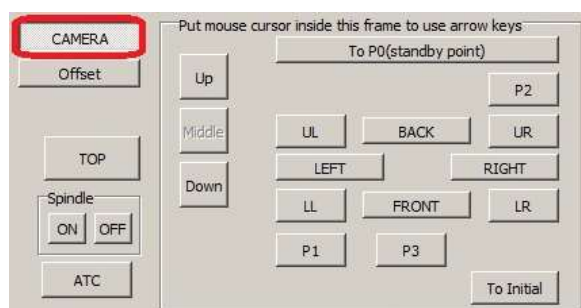 CAMERA
Offset
TOP
Spindle
ON OFF
ATC
Put mouse cursor inside this frame to use arrow keys
To P0(standby point)
Up
P2
Middle
UL BACK UR
LEFT RIGHT
Down
LL FRONT LR
P1 P3
To Initial